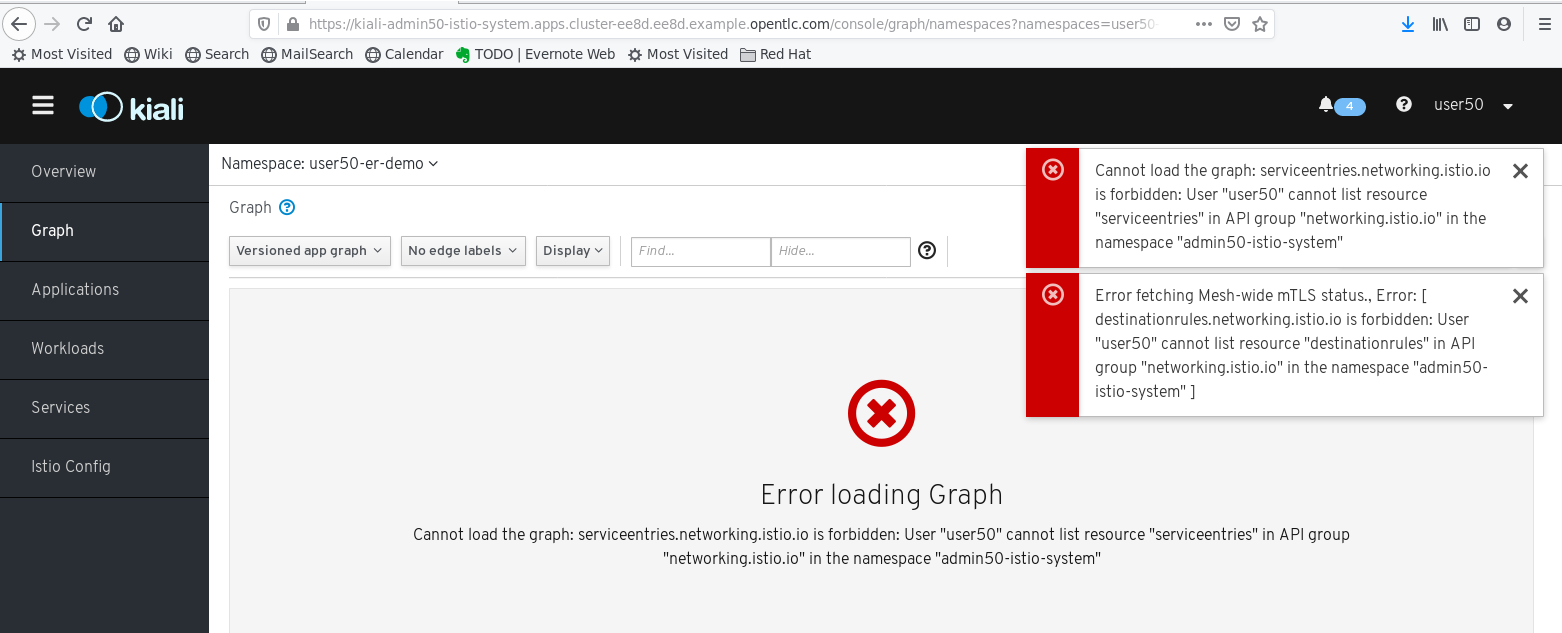 https://kiali-admin50-istio-system.apps.cluster-ee8d.ee8d.example.opentlc.com/console/graph/namespaces?namespaces=user50-
Most Visited Wiki Search MailSearch Calendar TODO | Evernote Web Most Visited Red Hat
kiali
4
user50
Overview
Graph
Applications
Workloads
Services
Istio Config
Namespace: user50-er-demo
Graph
Versioned app graph
No edge labels
Display
Find...
Hide...
Cannot load the graph: serviceentries.networking.istio.io
is forbidden: User "user50" cannot list resource
"serviceentries" in API group "networking.istio.io" in the
namespace "admin50-istio-system"
Error fetching Mesh-wide mTLS status., Error: [
destinationrules.networking.istio.io is forbidden: User
"user50" cannot list resource "destinationrules" in API
group "networking.istio.io" in the namespace "admin50-
istio-system" ]
Error loading Graph
Cannot load the graph: serviceentries.networking.istio.io is forbidden: User "user50" cannot list resource "serviceentries" in API group
"networking.istio.io" in the namespace "admin50-istio-system"